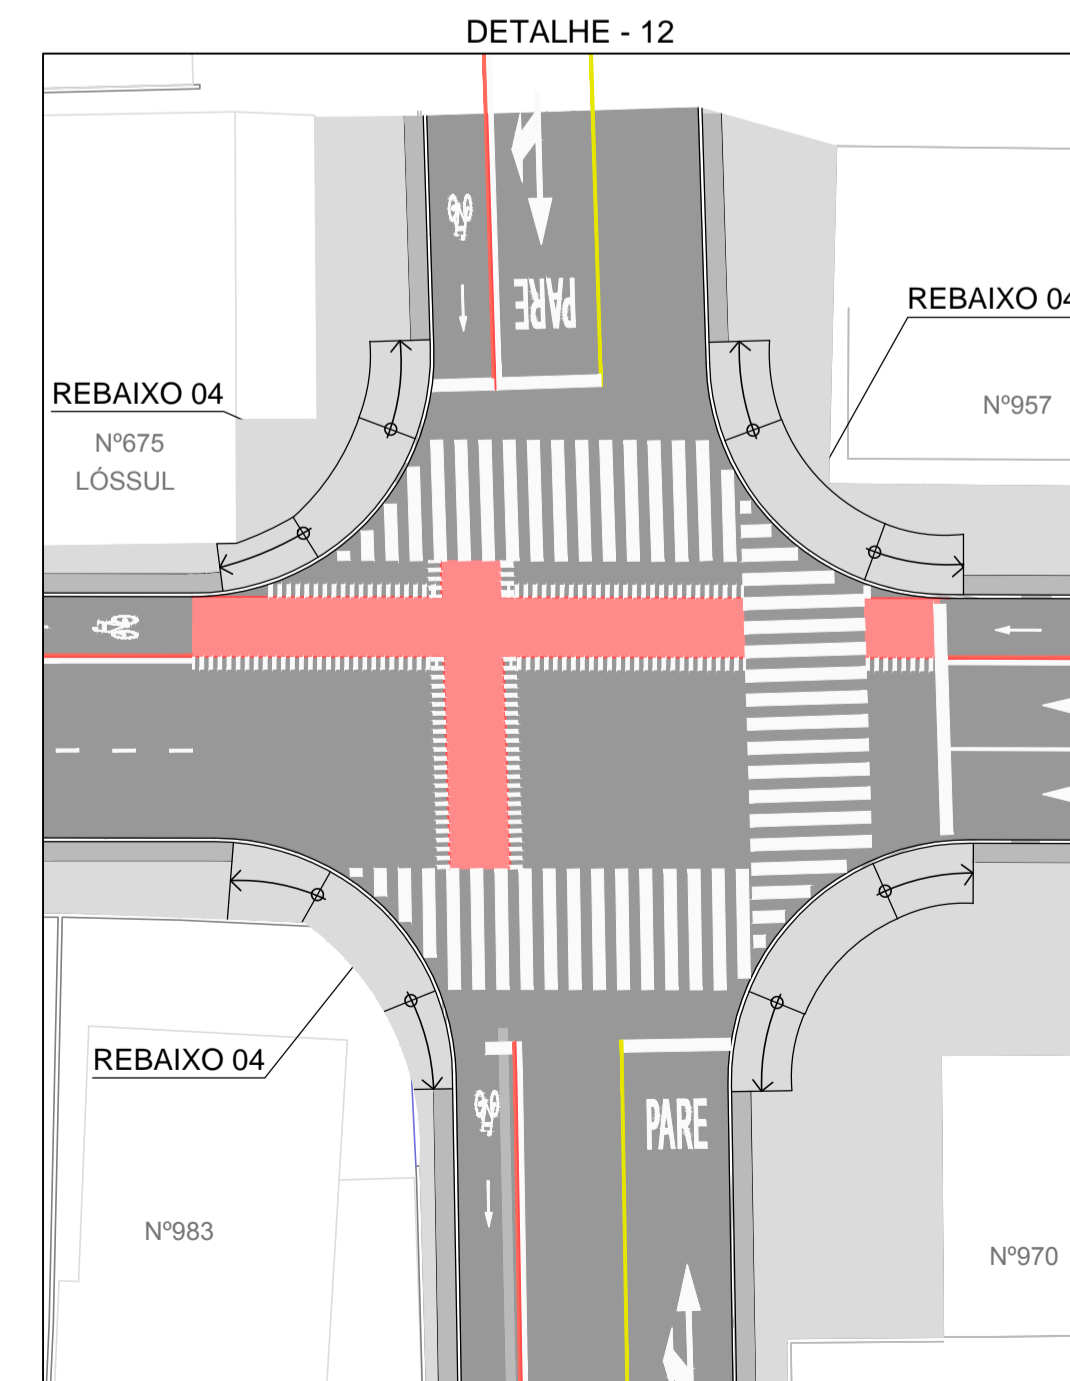 DETALHE - 12
REBAIXO 04
Nº957
REBAIXO 04
Nº675
LÓSSUL
PARE
REBAIXO 04
PARE
Nº983
Nº970